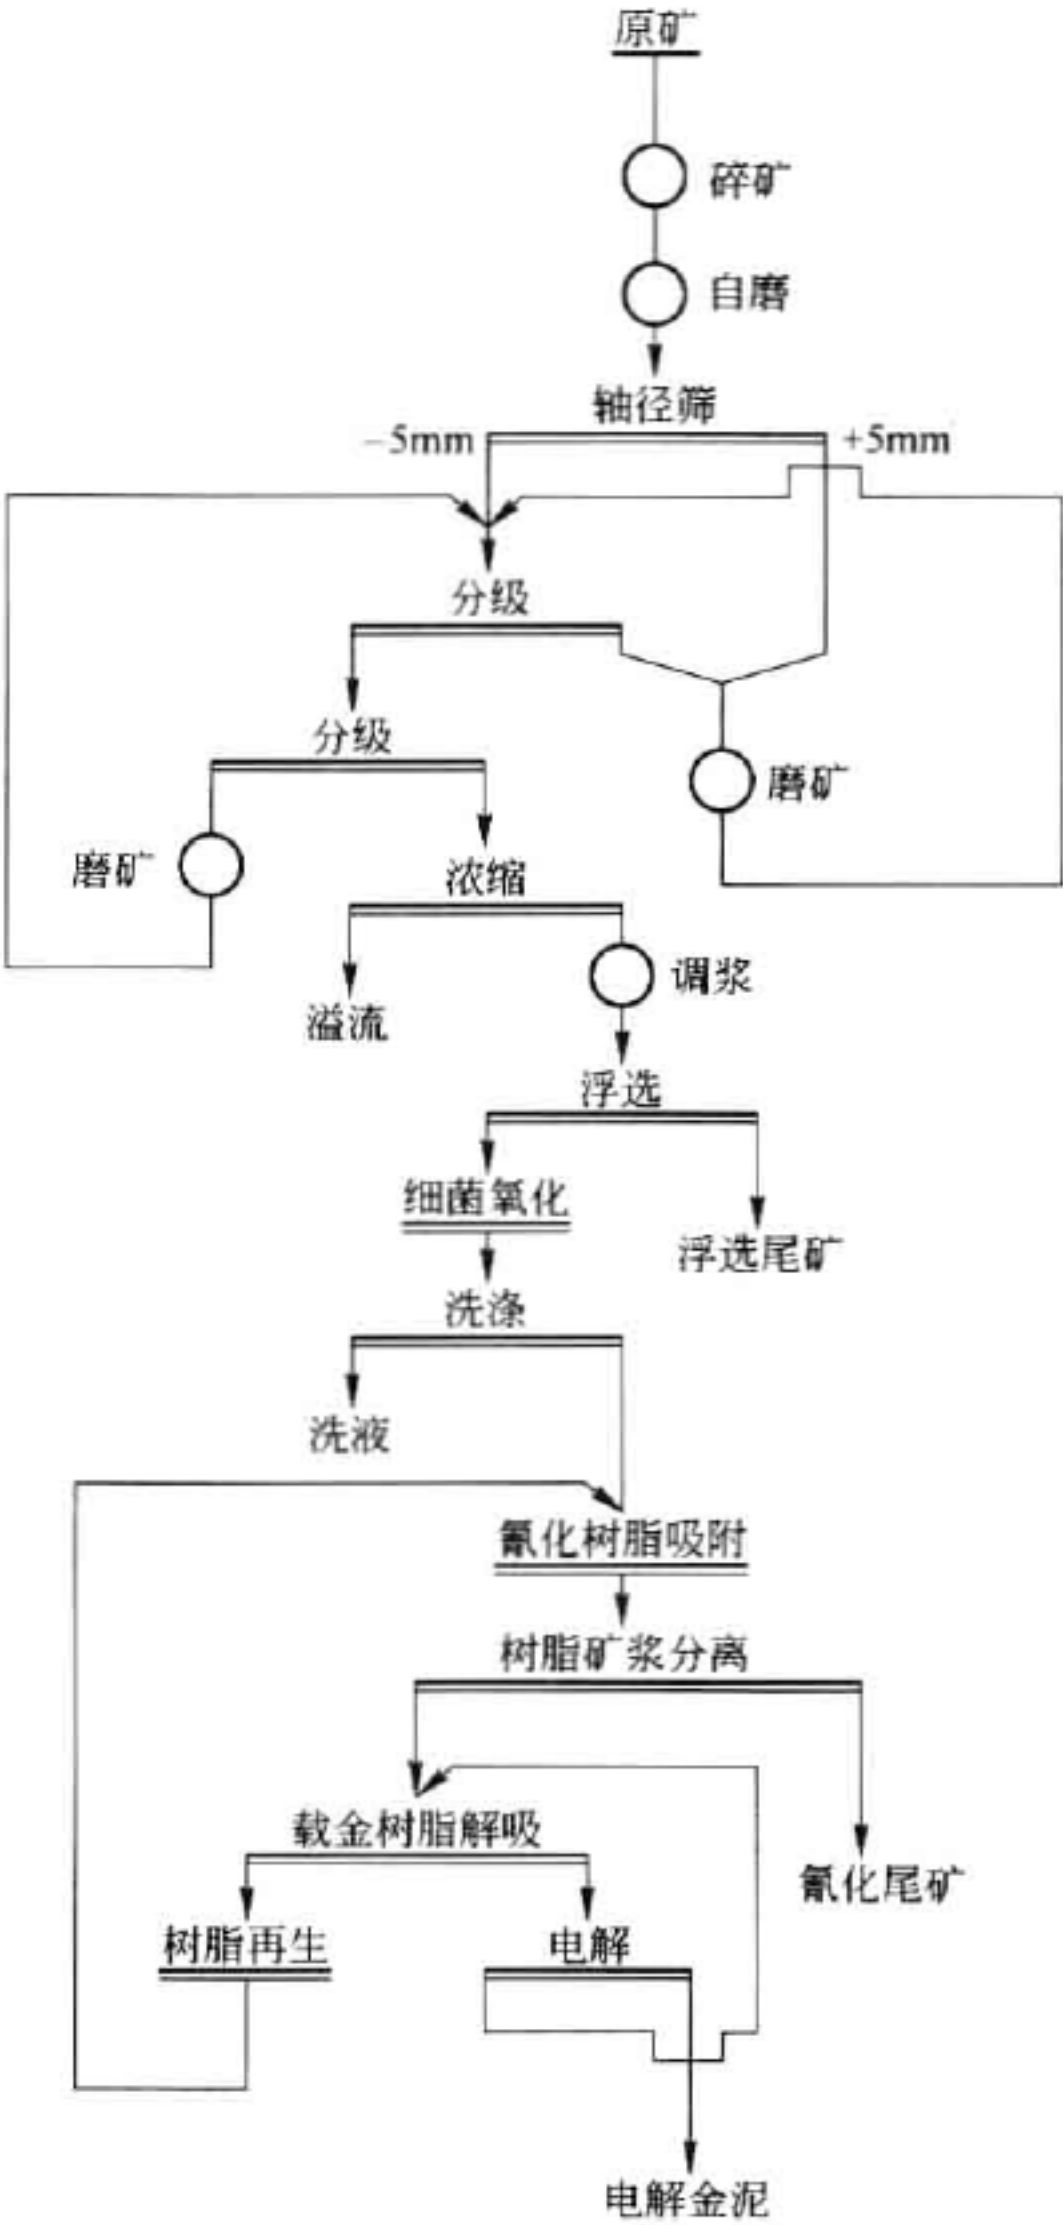 原矿
碎矿
自磨
轴径筛
-5mm
+5mm
分级
分级
磨矿
磨矿
浓缩
调浆
溢流
浮选
细菌氧化
浮选尾矿
洗涤
洗液
氰化树脂吸附
树脂矿浆分离
载金树脂解吸
氰化尾矿
树脂再生
电解
电解金泥